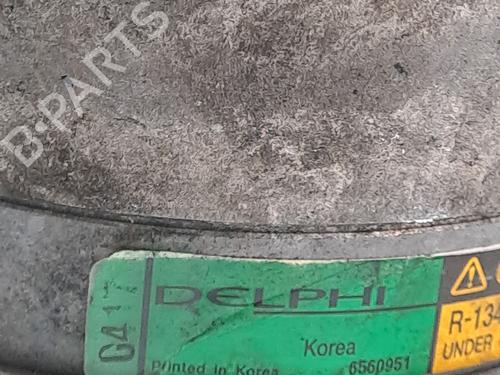 B-PARTS
DELPHI
Korea
Printed in Korea
6560951
R-134
UNDER